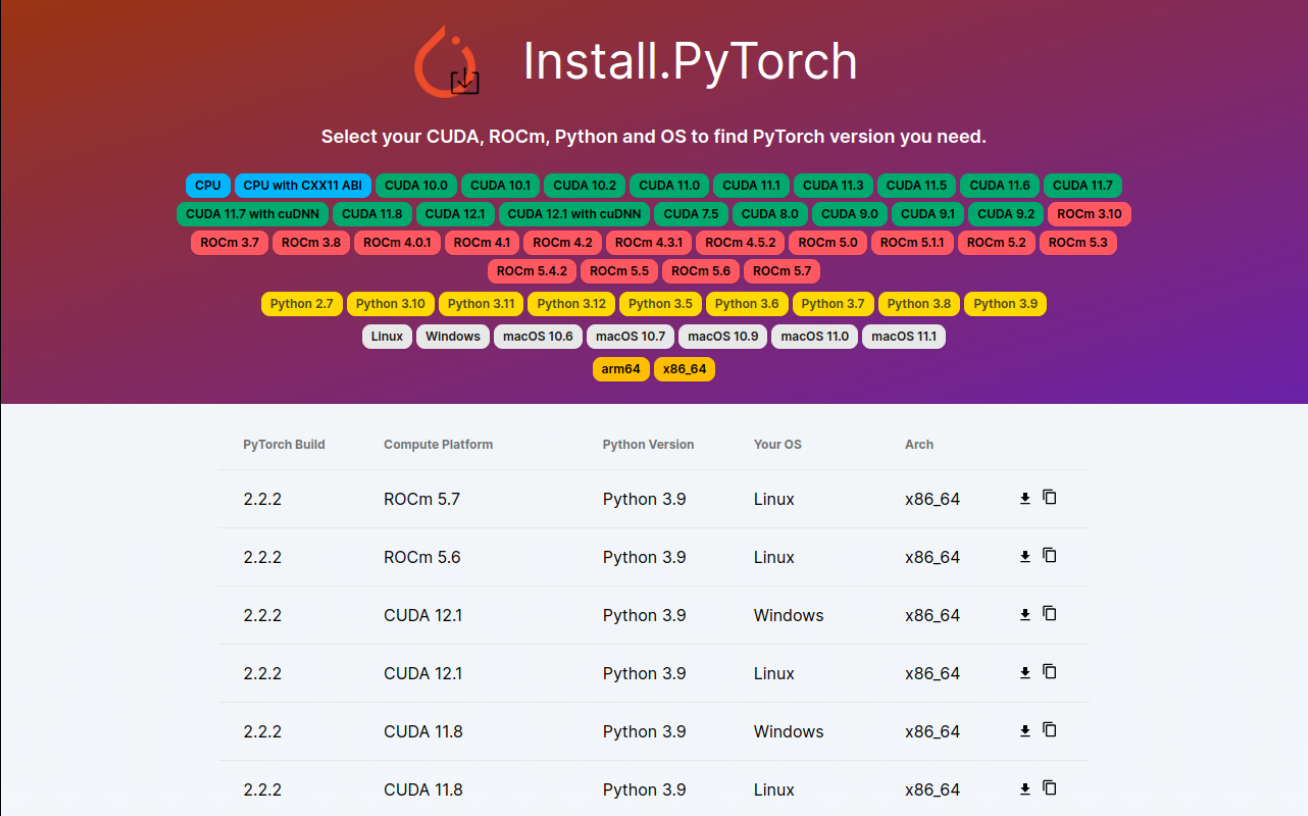 Install.PyTorch
Select your CUDA, ROCm, Python and OS to find PyTorch version you need.
CPU CPU with CXX11 ABI CUDA 10.0 CUDA 10.1 CUDA 10.2 CUDA 11.0 CUDA 11.1 CUDA 11.3 CUDA 11.5 CUDA 11.6 CUDA 11.7
CUDA 11.7 with cuDNN CUDA 11.8 CUDA 12.1 CUDA 12.1 with cuDNN CUDA 7.5 CUDA 8.0 CUDA 9.0 CUDA 9.1 CUDA 9.2 ROCm 3.10
ROCm 3.7 ROCm 3.8 ROCm 4.0.1 ROCm 4.1 ROCm 4.2 ROCm 4.3.1 ROCm 4.5.2 ROCm 5.0 ROCm 5.1.1 ROCm 5.2 ROCm 5.3
ROCm 5.4.2 ROCm 5.5 ROCm 5.6 ROCm 5.7
Python 2.7 Python 3.10 Python 3.11 Python 3.12 Python 3.5 Python 3.6 Python 3.7 Python 3.8 Python 3.9
Linux Windows macOS 10.6 macOS 10.7 macOS 10.9 macOS 11.0 macOS 11.1
arm64 x86_64
PyTorch Build Compute Platform Python Version Your OS Arch
2.2.2 ROCm 5.7 Python 3.9 Linux x86_64
2.2.2 ROCm 5.6 Python 3.9 Linux x86_64
2.2.2 CUDA 12.1 Python 3.9 Windows x86_64
2.2.2 CUDA 12.1 Python 3.9 Linux x86_64
2.2.2 CUDA 11.8 Python 3.9 Windows x86_64
2.2.2 CUDA 11.8 Python 3.9 Linux x86_64